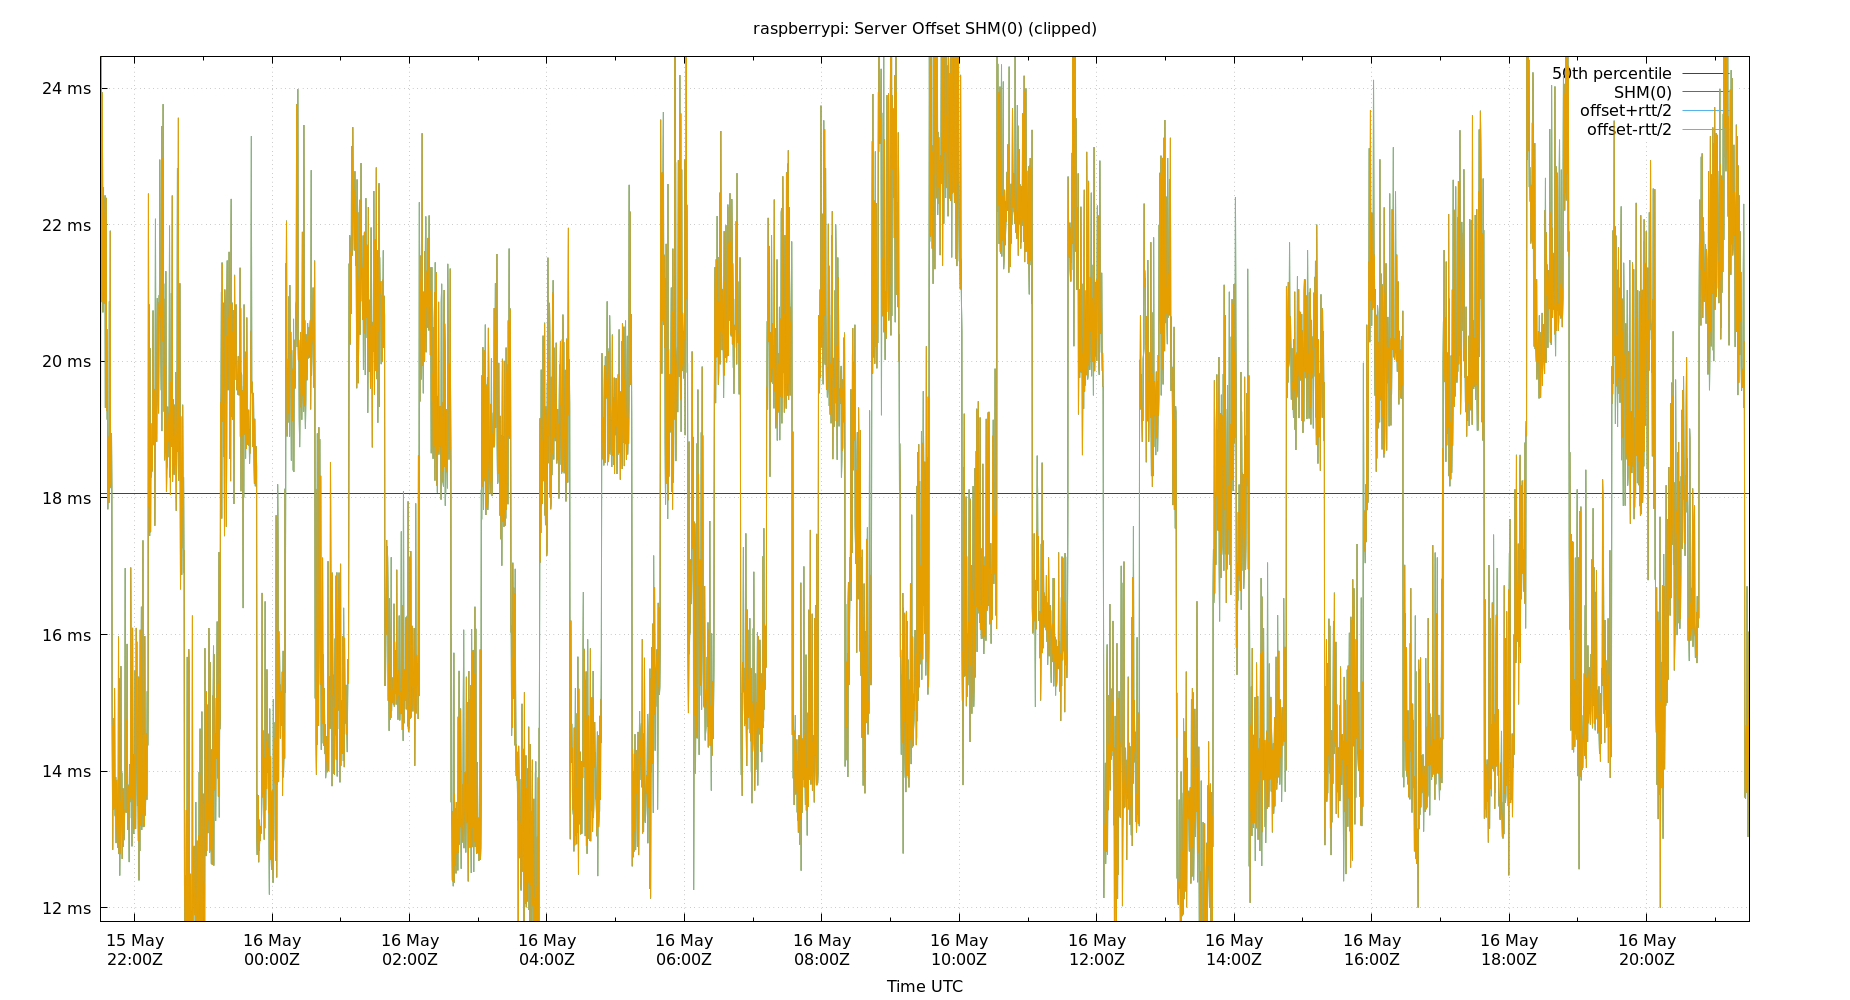 raspberrypi: Server Offset SHM(0) (clipped)
50th percentile
SHM(0)
offset+rtt/2
offset-rtt/2
24 ms
22 ms
20 ms
18 ms
16 ms
14 ms
12 ms
15 May 16 May 16 May 16 May 16 May 16 May 16 May 16 May 16 May 16 May 16 May 16 May
22:00Z 00:00Z 02:00Z 04:00Z 06:00Z 08:00Z 10:00Z 12:00Z 14:00Z 16:00Z 18:00Z 20:00Z
Time UTC